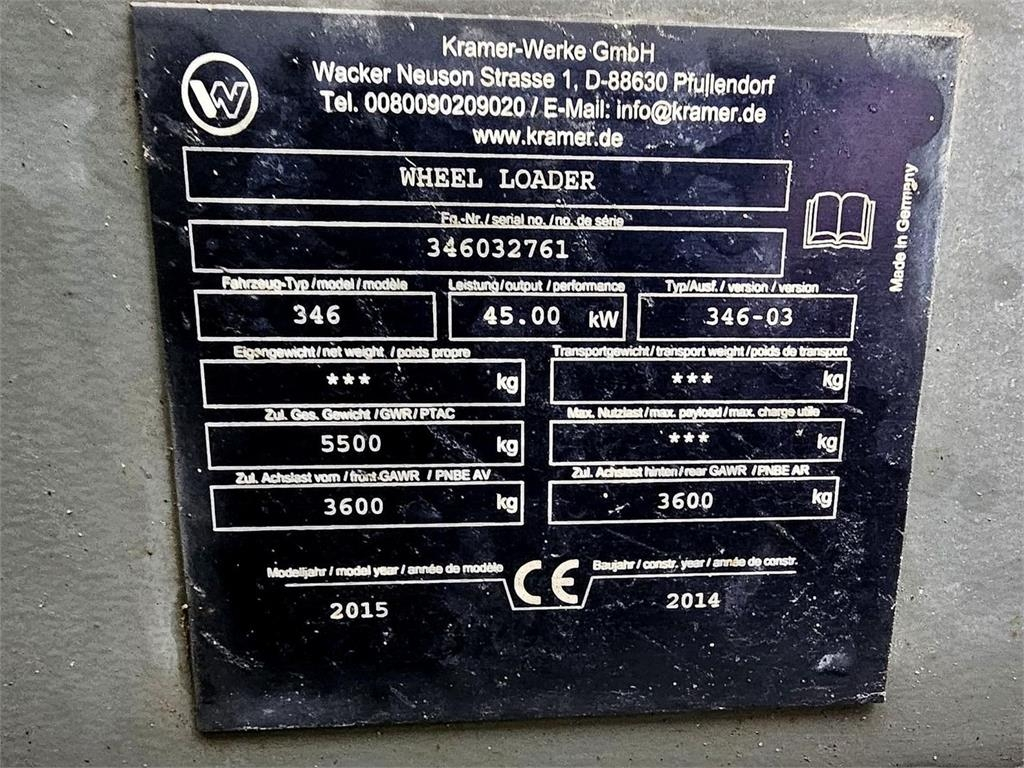 Kramer-Werke GmbH
Wacker Neuson Strasse 1, D-88630 Pfullendorf
Tel. 0080090209020 / E-Mail: info@kramer.de
www.kramer.de
WHEEL LOADER
Fg.-Nr. / serial no. / no. de série
346032761
Made in Germany
Fahrzeug-Typ / model / modèle Leistung / output / performance Typ/Ausf. / version / version
346 45.00 kW 346-03
Eigengewicht / net weight / poids propre Transportgewicht / transport weight / poids de transport
*** kg *** kg
Zul. Ges. Gewicht / GWR / PTAC Max. Nutzlast / max. payload / max. charge utile
5500 kg *** kg
Zul. Achslast vorn / front GAWR / PNBE AV Zul. Achslast hinten / rear GAWR / PNBE AR
3600 kg 3600 kg
Modelljahr / model year / année de modèle CE Baujahr / constr. year / année de constr.
2015 2014